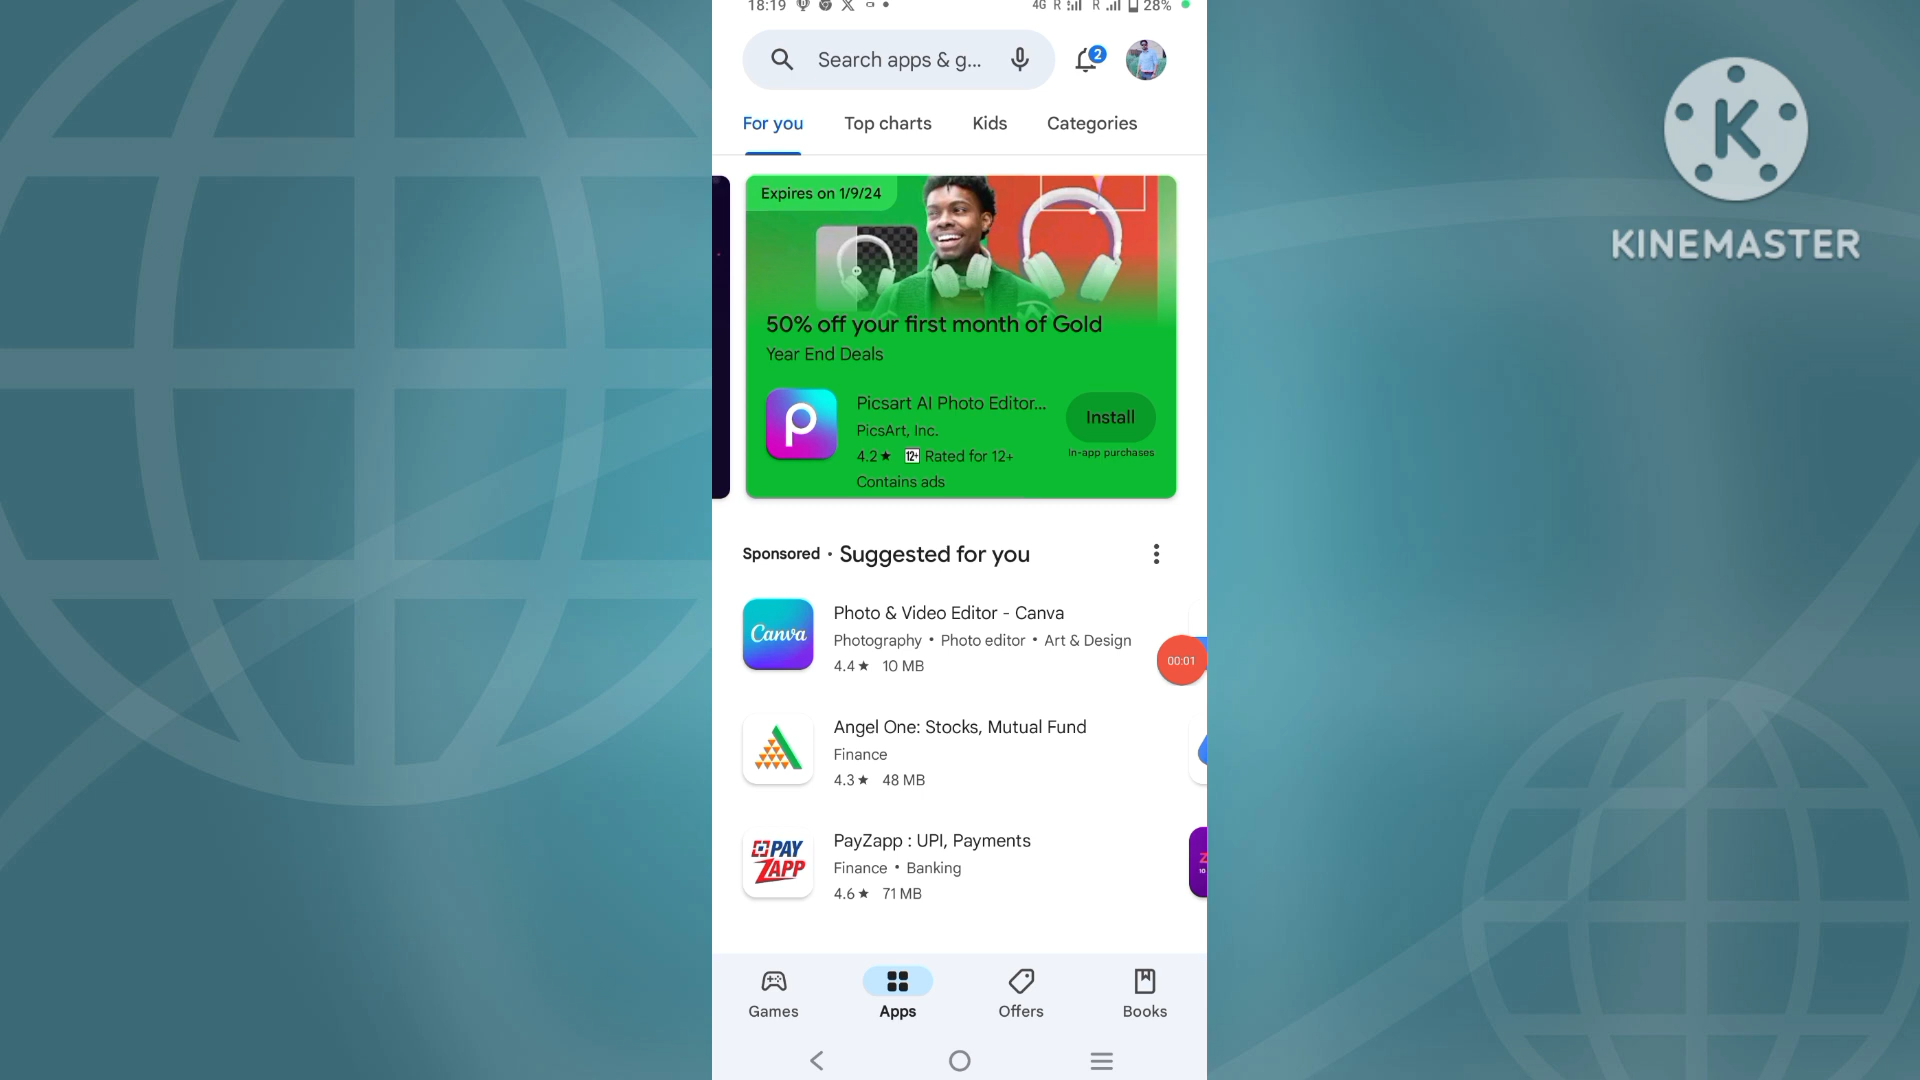 18:19
4G R R 28%
Search apps & g...
2
For you Top charts Kids Categories
K
KINEMASTER
Expires on 1/9/24
50% off your first month of Gold
Year End Deals
P
Picsart AI Photo Editor...
Install
PicsArt, Inc.
In-app purchases
4.2★ 12+ Rated for 12+
Contains ads
Sponsored • Suggested for you
Canva
Photo & Video Editor - Canva
Photography • Photo editor • Art & Design
4.4★ 10 MB
00:01
Angel One: Stocks, Mutual Fund
Finance
4.3★ 48 MB
PAY
ZAPP
PayZapp : UPI, Payments
Finance • Banking
4.6★ 71 MB
Games Apps Offers Books